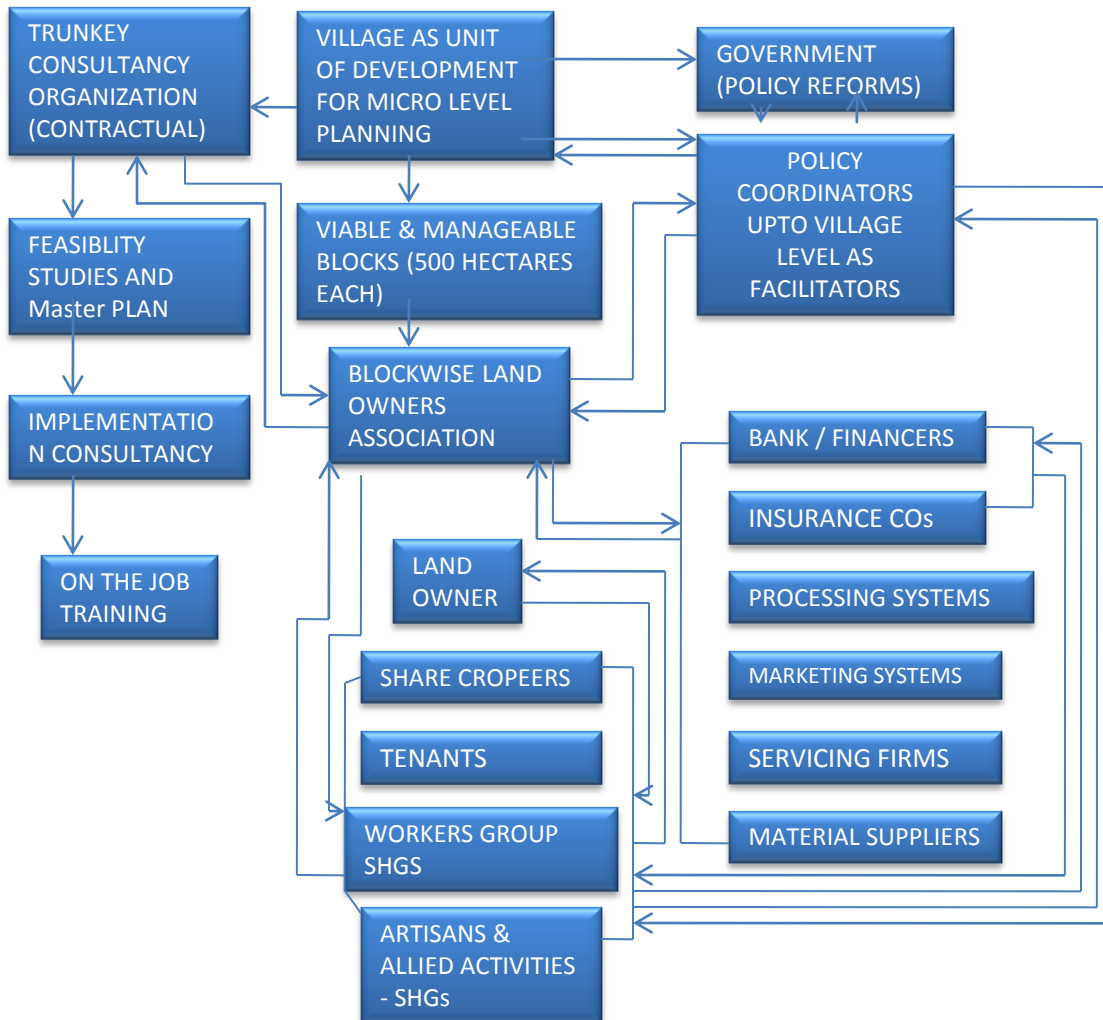 TRUNKEY
CONSULTANCY
ORGANIZATION
(CONTRACTUAL)
VILLAGE AS UNIT
OF DEVELOPMENT
FOR MICRO LEVEL
PLANNING
GOVERNMENT
(POLICY REFORMS)
POLICY
COORDINATORS
UPTO VILLAGE
LEVEL AS
FACILITATORS
FEASIBLITY
STUDIES AND
Master PLAN
VIABLE & MANAGEABLE
BLOCKS (500 HECTARES
EACH)
IMPLEMENTATIO
N CONSULTANCY
BLOCKWISE LAND
OWNERS
ASSOCIATION
BANK / FINANCERS
INSURANCE COs
ON THE JOB
TRAINING
LAND
OWNER
PROCESSING SYSTEMS
SHARE CROPEERS
MARKETING SYSTEMS
TENANTS
SERVICING FIRMS
WORKERS GROUP
SHGS
MATERIAL SUPPLIERS
ARTISANS &
ALLIED ACTIVITIES
- SHGs